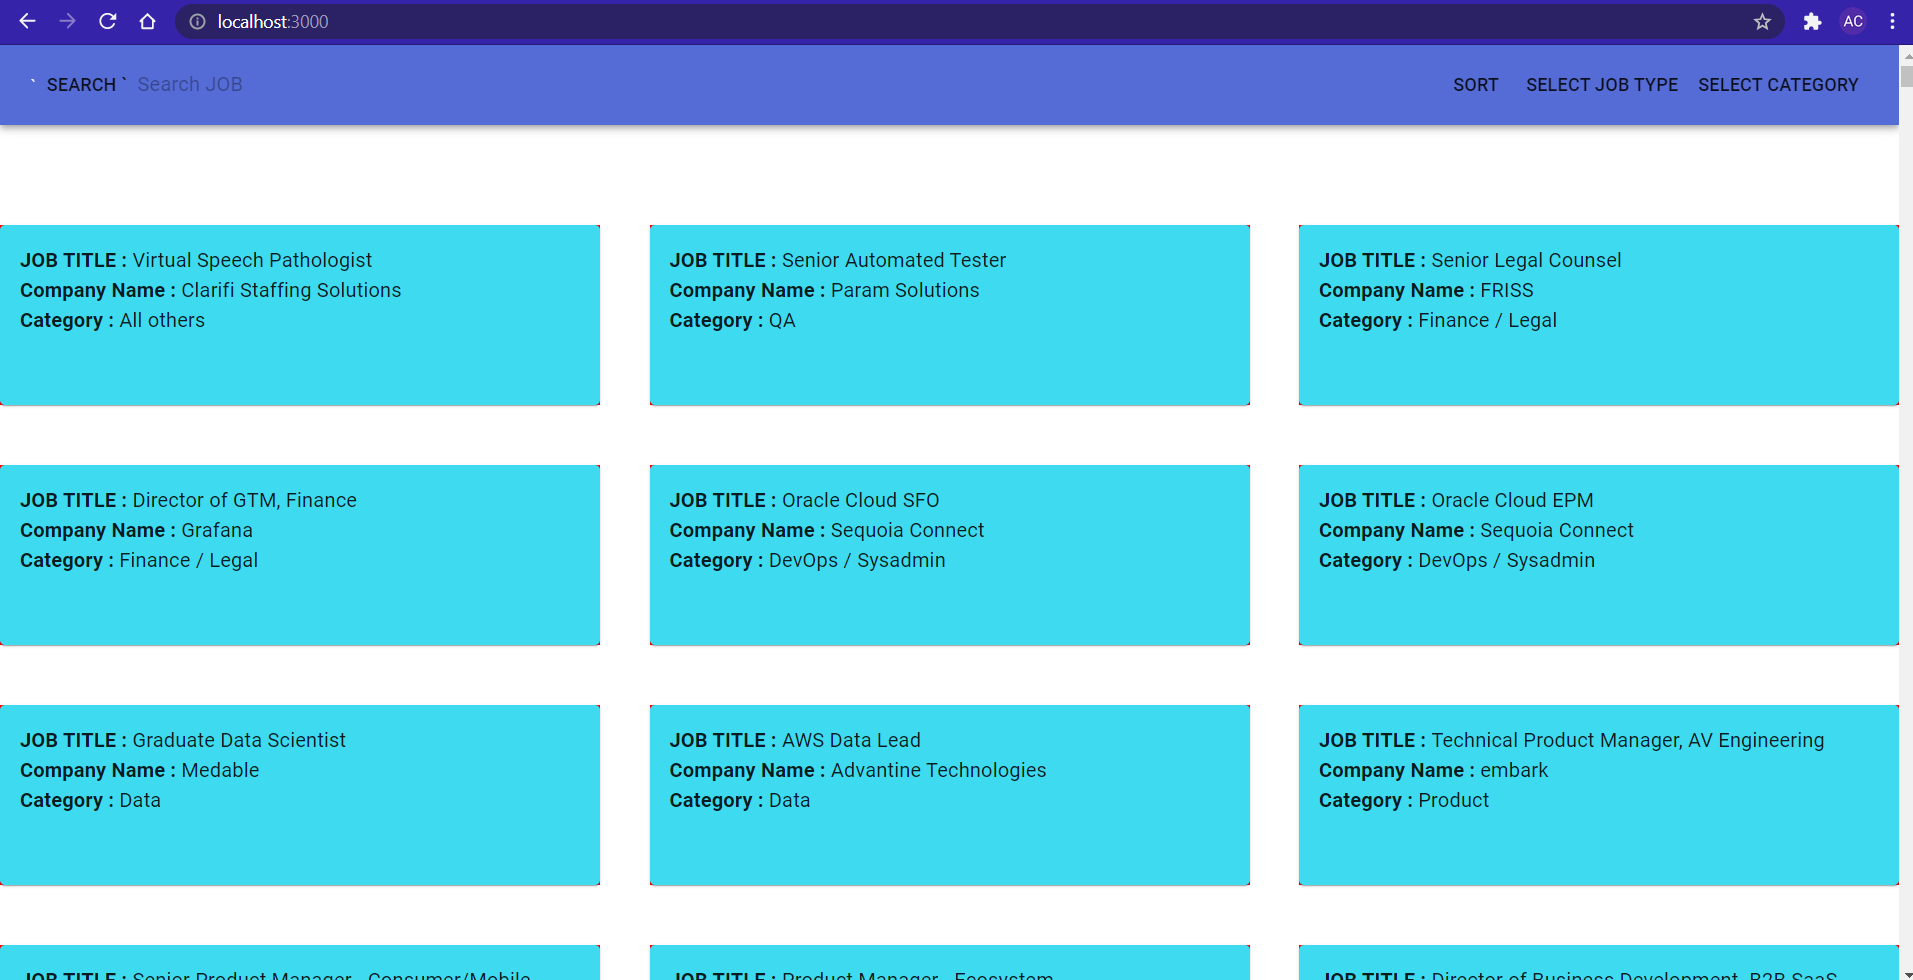 localhost:3000
AC
` SEARCH ` Search JOB
SORT SELECT JOB TYPE SELECT CATEGORY
JOB TITLE : Virtual Speech Pathologist
Company Name : Clarifi Staffing Solutions
Category : All others
JOB TITLE : Senior Automated Tester
Company Name : Param Solutions
Category : QA
JOB TITLE : Senior Legal Counsel
Company Name : FRISS
Category : Finance / Legal
JOB TITLE : Director of GTM, Finance
Company Name : Grafana
Category : Finance / Legal
JOB TITLE : Oracle Cloud SFO
Company Name : Sequoia Connect
Category : DevOps / Sysadmin
JOB TITLE : Oracle Cloud EPM
Company Name : Sequoia Connect
Category : DevOps / Sysadmin
JOB TITLE : Graduate Data Scientist
Company Name : Medable
Category : Data
JOB TITLE : AWS Data Lead
Company Name : Advantine Technologies
Category : Data
JOB TITLE : Technical Product Manager, AV Engineering
Company Name : embark
Category : Product
JOB TITLE : Senior Product Manager - Consumer/Mobile
JOB TITLE : Product Manager - Ecosystem
JOB TITLE : Director of Business Development, B2B SaaS